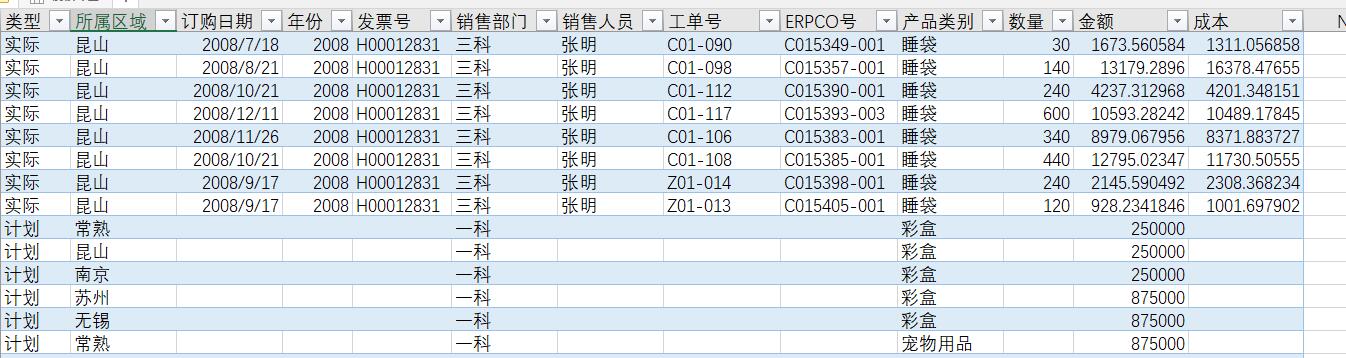 类型 所属区域 订购日期 年份 发票号 销售部门 销售人员 工单号 ERPCO号 产品类别 数量 金额 成本
实际 昆山 2008/7/18 2008 H00012831 三科 张明 C01-090 C015349-001 睡袋 30 1673.560584 1311.056858
实际 昆山 2008/8/21 2008 H00012831 三科 张明 C01-098 C015357-001 睡袋 140 13179.2896 16378.47655
实际 昆山 2008/10/21 2008 H00012831 三科 张明 C01-112 C015390-001 睡袋 240 4237.312968 4201.348151
实际 昆山 2008/12/11 2008 H00012831 三科 张明 C01-117 C015393-003 睡袋 600 10593.28242 10489.17845
实际 昆山 2008/11/26 2008 H00012831 三科 张明 C01-106 C015383-001 睡袋 340 8979.067956 8371.883727
实际 昆山 2008/10/21 2008 H00012831 三科 张明 C01-108 C015385-001 睡袋 440 12795.02347 11730.50555
实际 昆山 2008/9/17 2008 H00012831 三科 张明 Z01-014 C015398-001 睡袋 240 2145.590492 2308.368234
实际 昆山 2008/9/17 2008 H00012831 三科 张明 Z01-013 C015405-001 睡袋 120 928.2341846 1001.697902
计划 常熟 一科 彩盒 250000
计划 昆山 一科 彩盒 250000
计划 南京 一科 彩盒 250000
计划 苏州 一科 彩盒 875000
计划 无锡 一科 彩盒 875000
计划 常熟 一科 宠物用品 875000